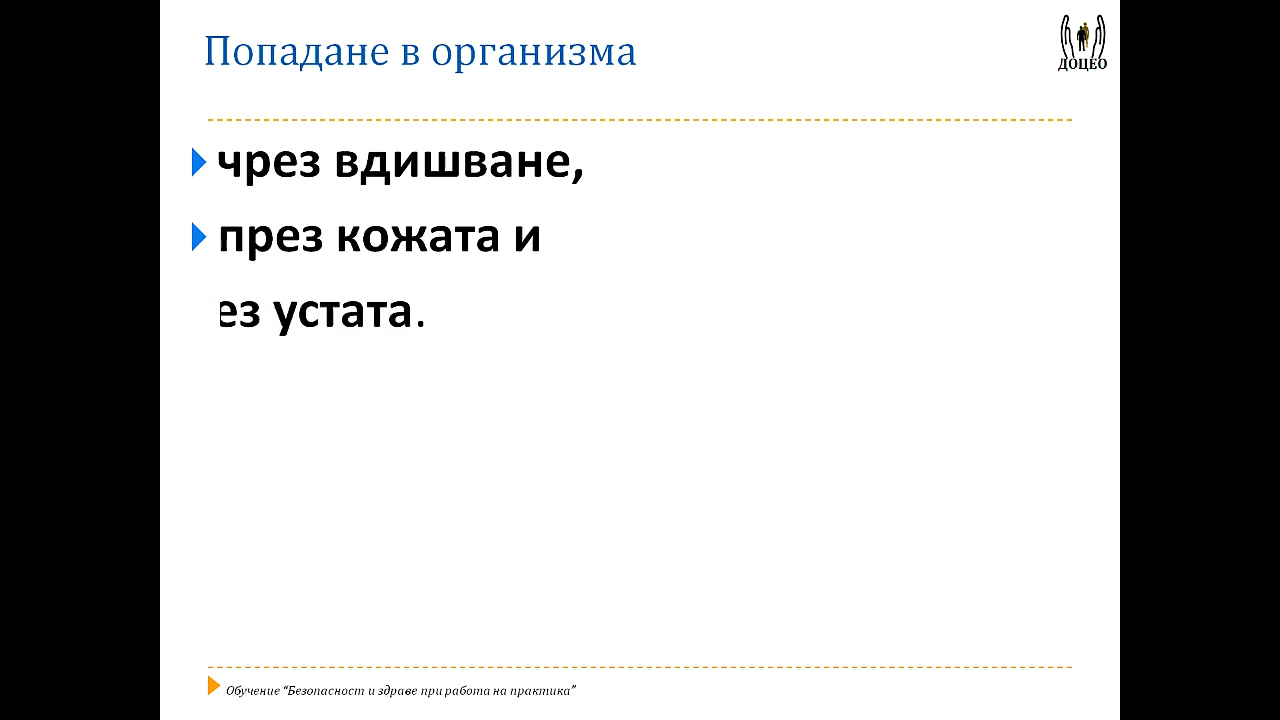 Попадане в организма
ДОЦЕО
чрез вдишване,
през кожата и
ез устата.
Обучение “Безопасност и здраве при работа на практика”